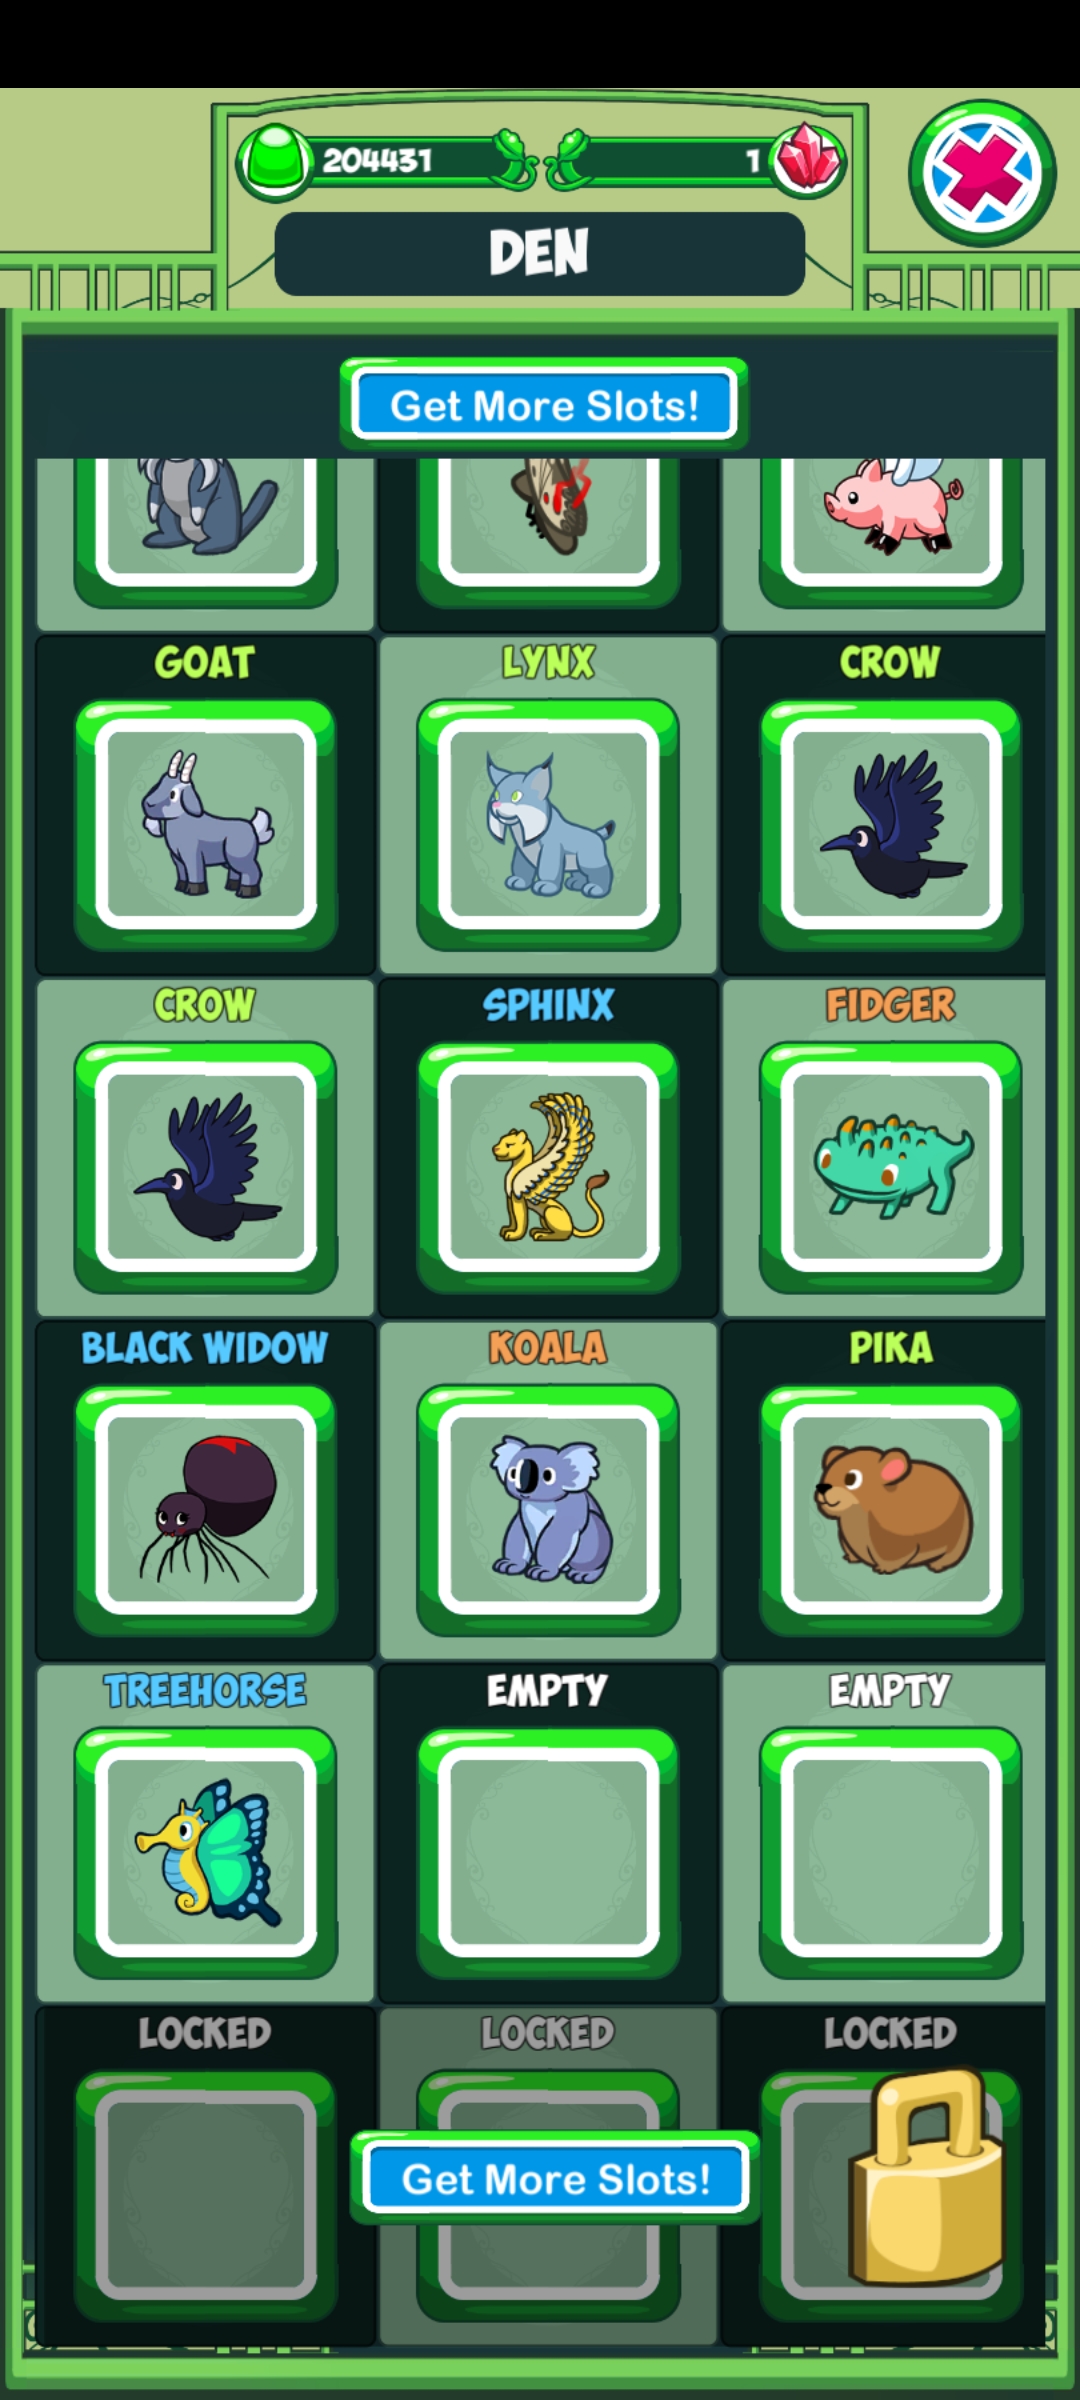 204431
1
DEN
Get More Slots!
GOAT
LYNX
CROW
CROW
SPHINX
FIDGER
BLACK WIDOW
KOALA
PIKA
TREEHORSE
EMPTY
EMPTY
LOCKED
LOCKED
LOCKED
Get More Slots!